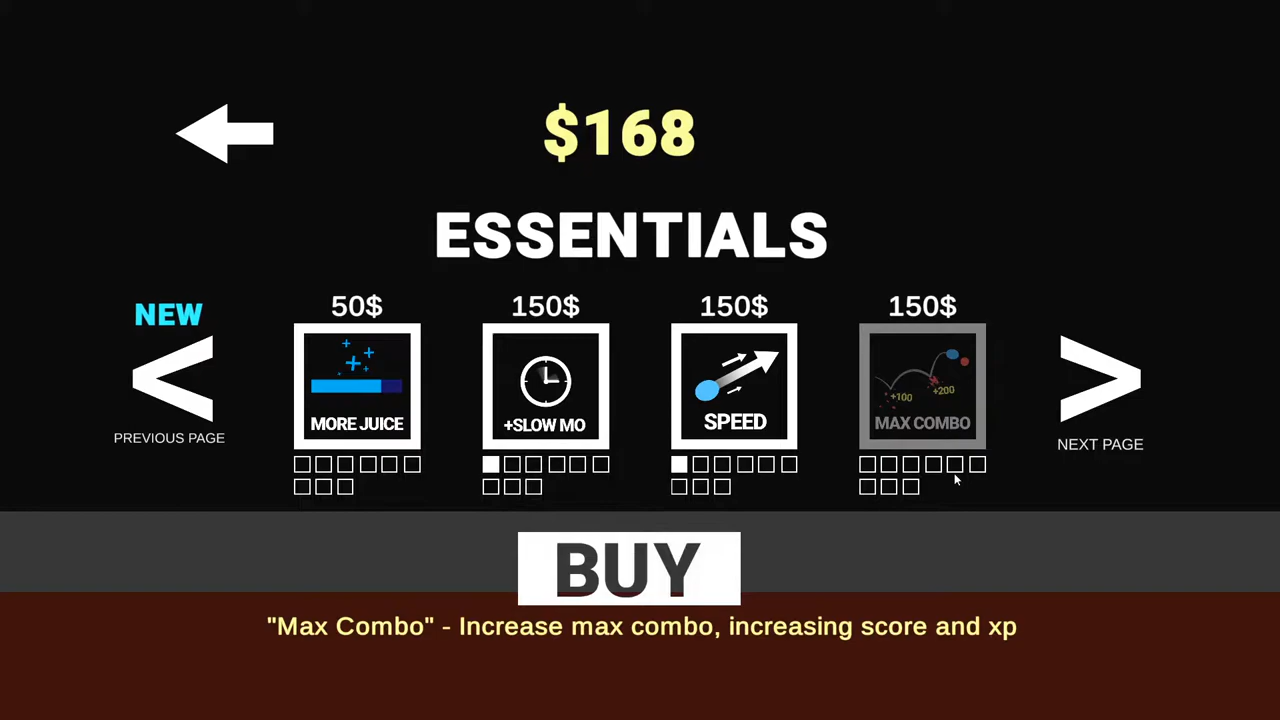 $168
ESSENTIALS
NEW
<
PREVIOUS PAGE
50$
MORE JUICE
150$
+SLOW MO
150$
SPEED
150$
+100
+200
MAX COMBO
>
NEXT PAGE
BUY
"Max Combo" - Increase max combo, increasing score and xp